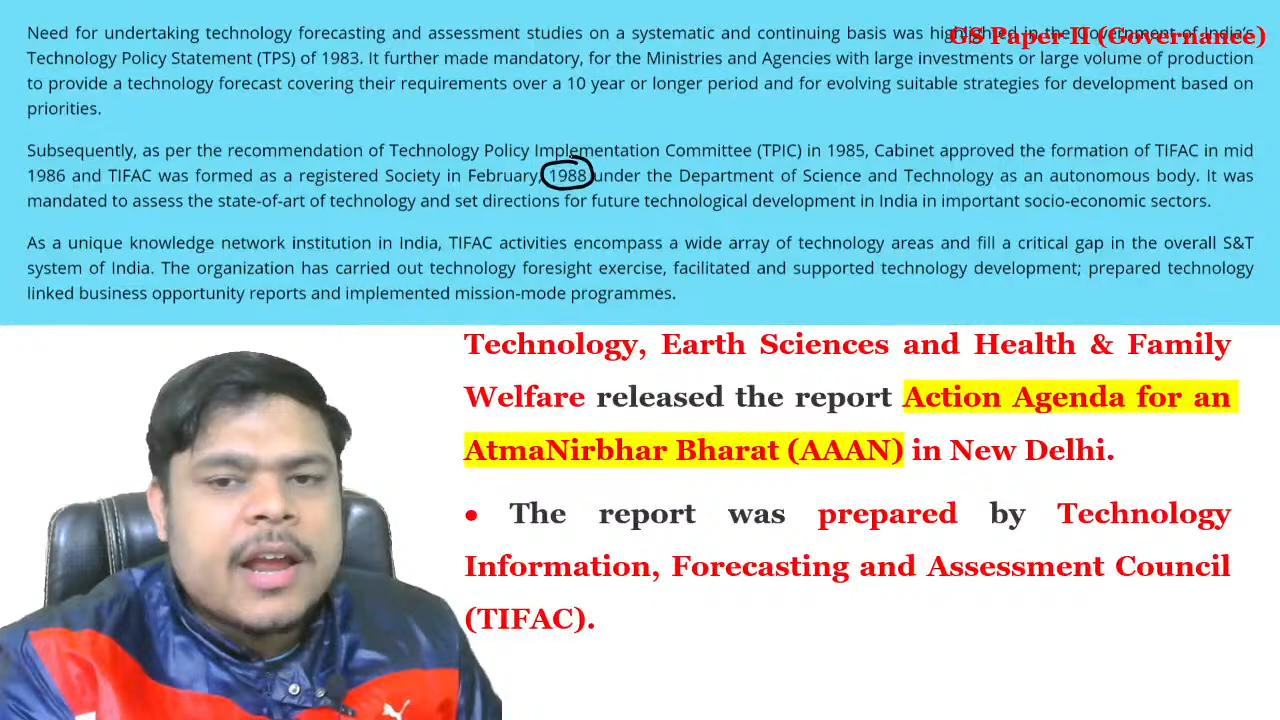 Need for undertaking technology forecasting and assessment studies on a systematic and continuing basis was highlighted in the Government of India's
GS Paper-II (Governance)
Technology Policy Statement (TPS) of 1983. It further made mandatory, for the Ministries and Agencies with large investments or large volume of production
to provide a technology forecast covering their requirements over a 10 year or longer period and for evolving suitable strategies for development based on
priorities.
Subsequently, as per the recommendation of Technology Policy Implementation Committee (TPIC) in 1985, Cabinet approved the formation of TIFAC in mid
1986 and TIFAC was formed as a registered Society in February, 1988 under the Department of Science and Technology as an autonomous body. It was
mandated to assess the state-of-art of technology and set directions for future technological development in India in important socio-economic sectors.
As a unique knowledge network institution in India, TIFAC activities encompass a wide array of technology areas and fill a critical gap in the overall S&T
system of India. The organization has carried out technology foresight exercise, facilitated and supported technology development; prepared technology
linked business opportunity reports and implemented mission-mode programmes.
Technology, Earth Sciences and Health & Family
Welfare released the report Action Agenda for an
AtmaNirbhar Bharat (AAAN) in New Delhi.
• The report was prepared by Technology
Information, Forecasting and Assessment Council
(TIFAC).